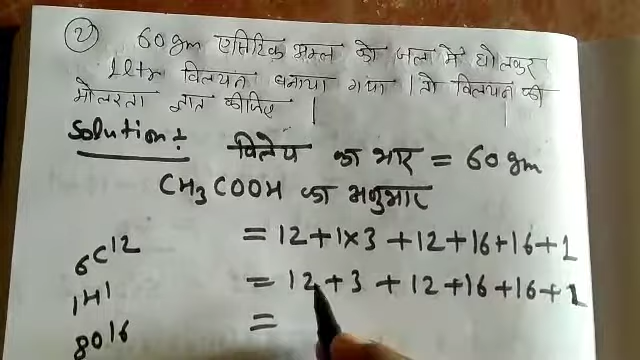 (2) 60 gm एसिटिक अम्ल को जल में घोलकर
1 ltr विलयन बनाया गया । तो विलयन की
मोलरता ज्ञात कीजिए ।
Solution :- विलेय का भार = 60 gm
CH₃COOH का अणुभार
= 12 + 1×3 + 12 + 16 + 16 + 1
₆C¹²
= 12 + 3 + 12 + 16 + 16 + 1
₁H¹
=
₈O¹⁶